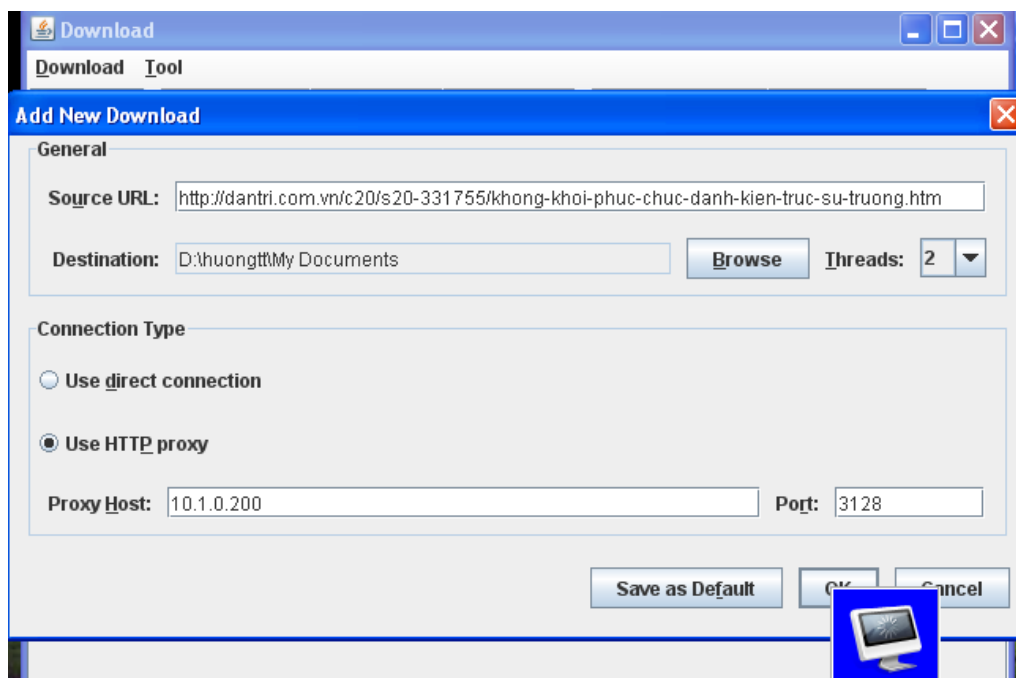 Download
Download Tool
Add New Download
General
Source URL: http://dantri.com.vn/c20/s20-331755/khong-khoi-phuc-chuc-danh-kien-truc-su-truong.htm
Destination: D:\huongtt\My Documents Browse Threads: 2
Connection Type
Use direct connection
Use HTTP proxy
Proxy Host: 10.1.0.200 Port: 3128
Save as Default OK Cancel